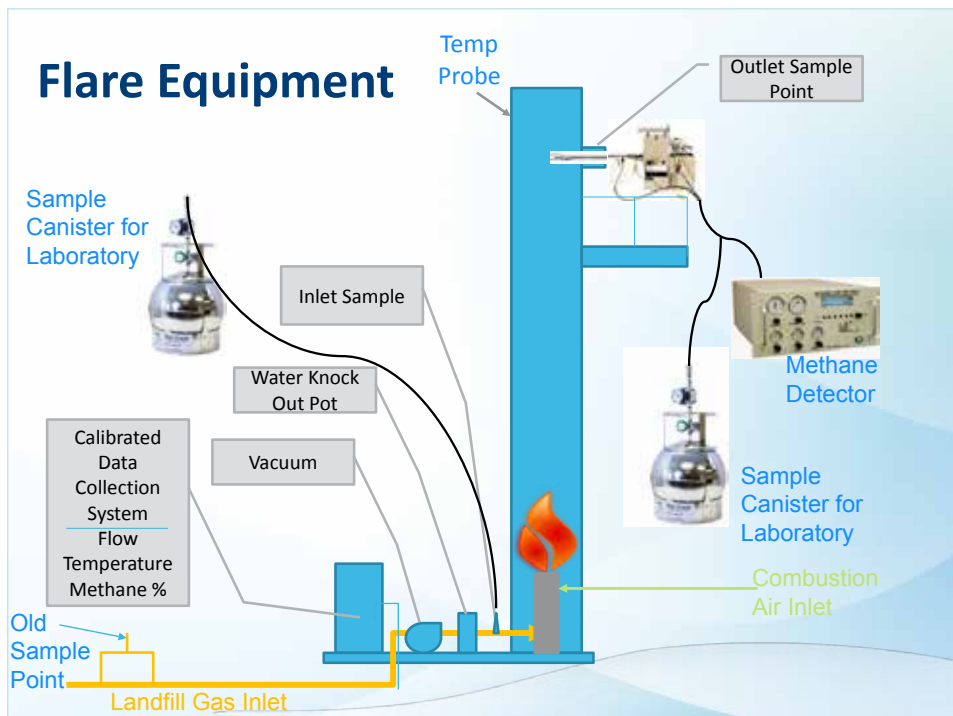 Flare Equipment
Temp
Probe
Outlet Sample
Point
Sample
Canister for
Laboratory
Inlet Sample
Methane
Detector
Water Knock
Out Pot
Calibrated
Data
Collection
System
Flow
Temperature
Methane %
Vacuum
Sample
Canister for
Laboratory
Combustion
Air Inlet
Old
Sample
Point
Landfill Gas Inlet